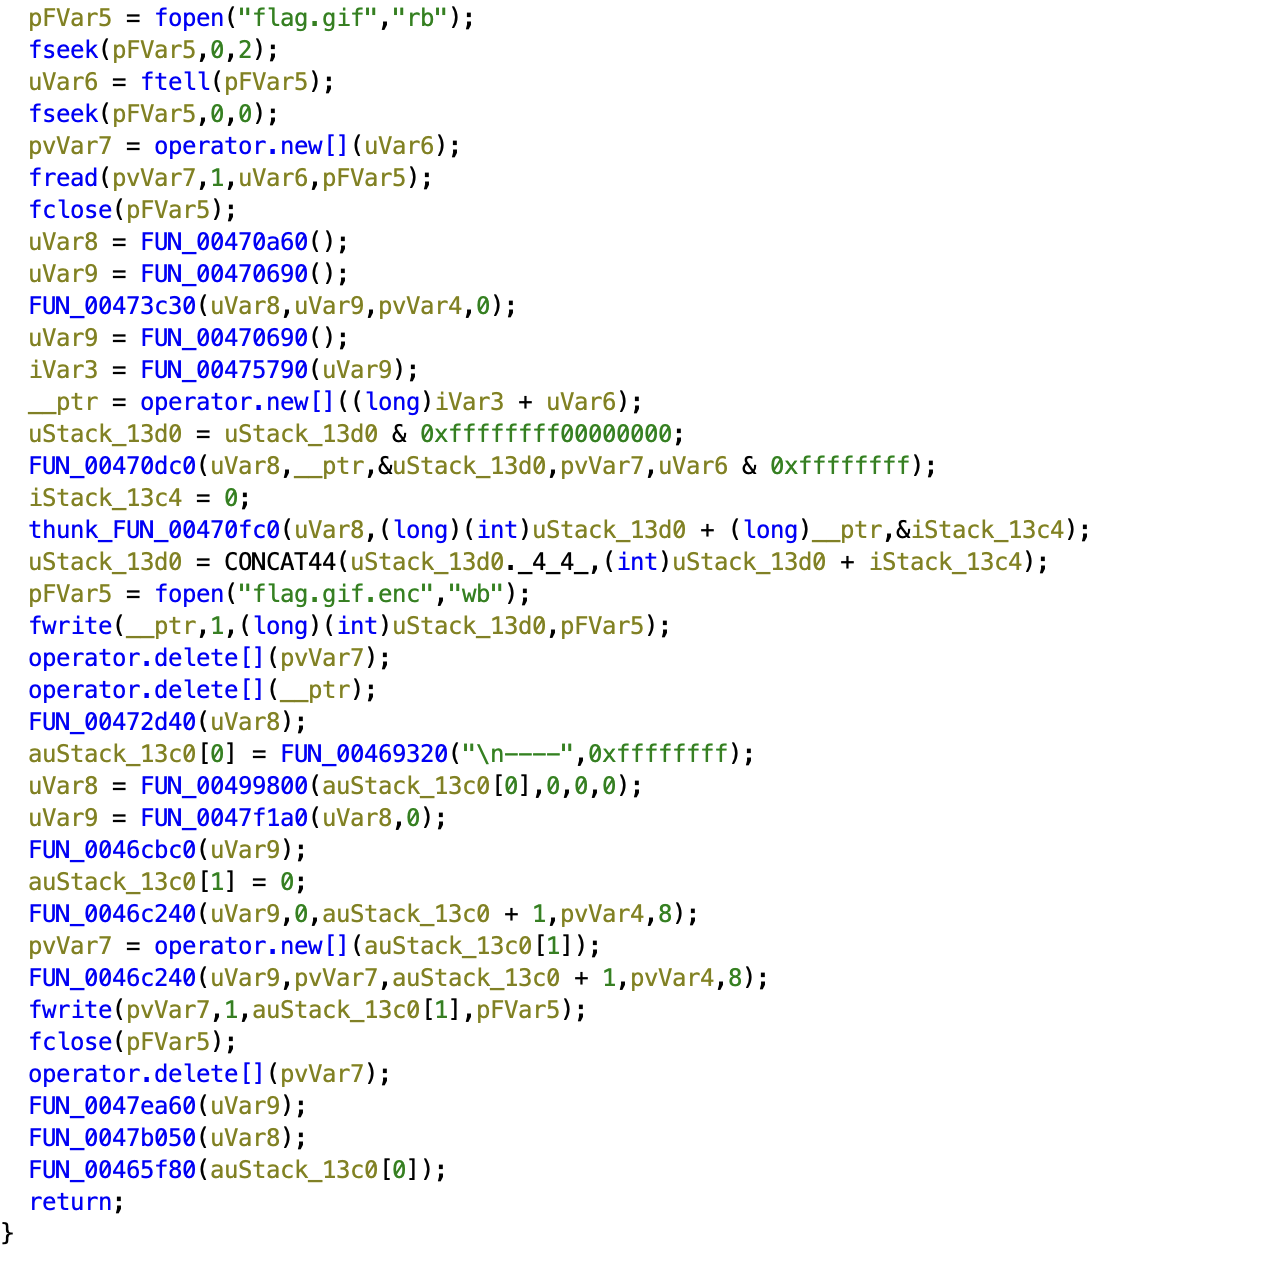 pFVar5 = fopen("flag.gif","rb");
fseek(pFVar5,0,2);
uVar6 = ftell(pFVar5);
fseek(pFVar5,0,0);
pvVar7 = operator.new[](uVar6);
fread(pvVar7,1,uVar6,pFVar5);
fclose(pFVar5);
uVar8 = FUN_00470a60();
uVar9 = FUN_00470690();
FUN_00473c30(uVar8,uVar9,pvVar4,0);
uVar9 = FUN_00470690();
iVar3 = FUN_00475790(uVar9);
__ptr = operator.new[]((long)iVar3 + uVar6);
uStack_13d0 = uStack_13d0 & 0xffffffff00000000;
FUN_00470dc0(uVar8,__ptr,&uStack_13d0,pvVar7,uVar6 & 0xffffffff);
iStack_13c4 = 0;
thunk_FUN_00470fc0(uVar8,(long)(int)uStack_13d0 + (long)__ptr,&iStack_13c4);
uStack_13d0 = CONCAT44(uStack_13d0._4_4_,(int)uStack_13d0 + iStack_13c4);
pFVar5 = fopen("flag.gif.enc","wb");
fwrite(__ptr,1,(long)(int)uStack_13d0,pFVar5);
operator.delete[](pvVar7);
operator.delete[](__ptr);
FUN_00472d40(uVar8);
auStack_13c0[0] = FUN_00469320("\n----",0xffffffff);
uVar8 = FUN_00499800(auStack_13c0[0],0,0,0);
uVar9 = FUN_0047f1a0(uVar8,0);
FUN_0046cbc0(uVar9);
auStack_13c0[1] = 0;
FUN_0046c240(uVar9,0,auStack_13c0 + 1,pvVar4,8);
pvVar7 = operator.new[](auStack_13c0[1]);
FUN_0046c240(uVar9,pvVar7,auStack_13c0 + 1,pvVar4,8);
fwrite(pvVar7,1,auStack_13c0[1],pFVar5);
fclose(pFVar5);
operator.delete[](pvVar7);
FUN_0047ea60(uVar9);
FUN_0047b050(uVar8);
FUN_00465f80(auStack_13c0[0]);
return;
}